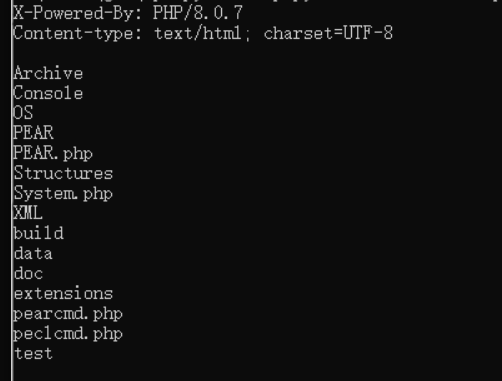 X-Powered-By: PHP/8.0.7
Content-type: text/html; charset=UTF-8
Archive
Console
OS
PEAR
PEAR.php
Structures
System.php
XML
build
data
doc
extensions
pearcmd.php
peclcmd.php
test